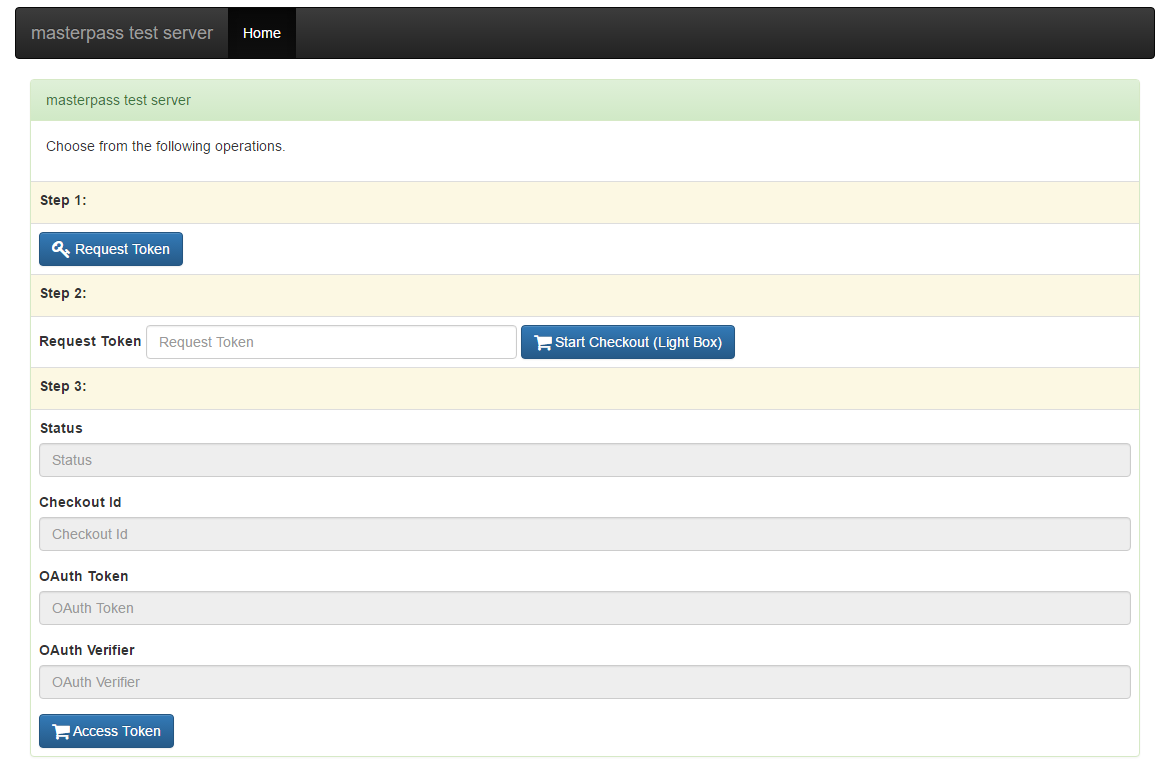 masterpass test server Home
masterpass test server
Choose from the following operations.
Step 1:
Request Token
Step 2:
Request Token Request Token Start Checkout (Light Box)
Step 3:
Status
Status
Checkout Id
Checkout Id
OAuth Token
OAuth Token
OAuth Verifier
OAuth Verifier
Access Token